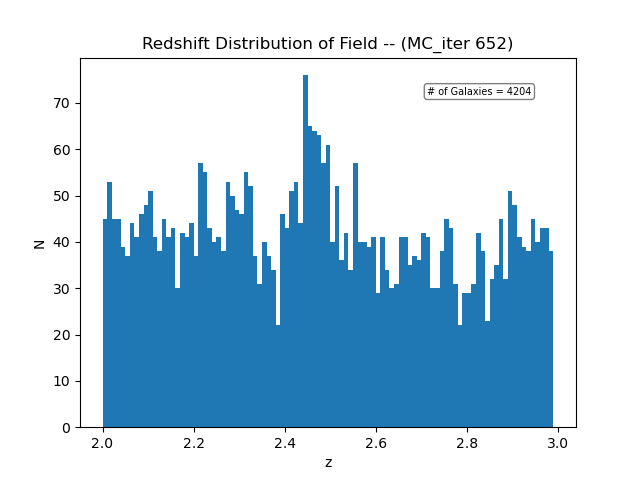 Redshift Distribution of Field -- (MC_iter 652)
# of Galaxies = 4204
70
60
50
40
30
20
10
0
N
2.0 2.2 2.4 2.6 2.8 3.0
z